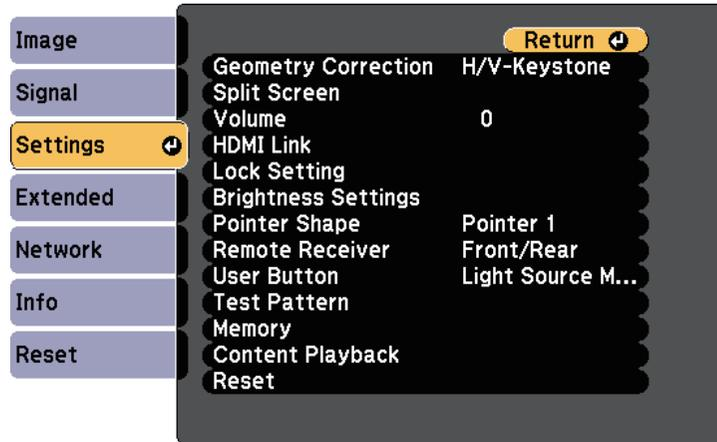 Image
Signal
Settings
Extended
Network
Info
Reset
Return
Geometry Correction H/V-Keystone
Split Screen
Volume 0
HDMI Link
Lock Setting
Brightness Settings
Pointer Shape Pointer 1
Remote Receiver Front/Rear
User Button Light Source M...
Test Pattern
Memory
Content Playback
Reset